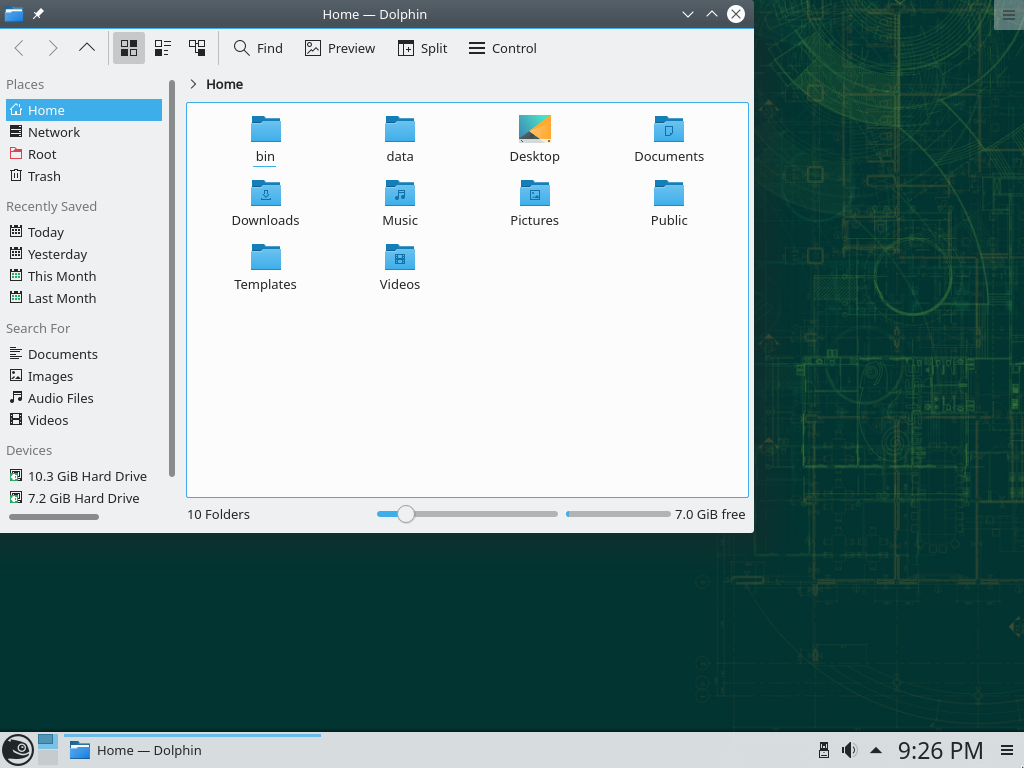 Home — Dolphin
Find Preview Split Control
Places
Home
Network
Root
Trash
Recently Saved
Today
Yesterday
This Month
Last Month
Search For
Documents
Images
Audio Files
Videos
Devices
10.3 GiB Hard Drive
7.2 GiB Hard Drive
Home
bin data Desktop Documents
Downloads Music Pictures Public
Templates Videos
10 Folders 7.0 GiB free
Home — Dolphin 9:26 PM